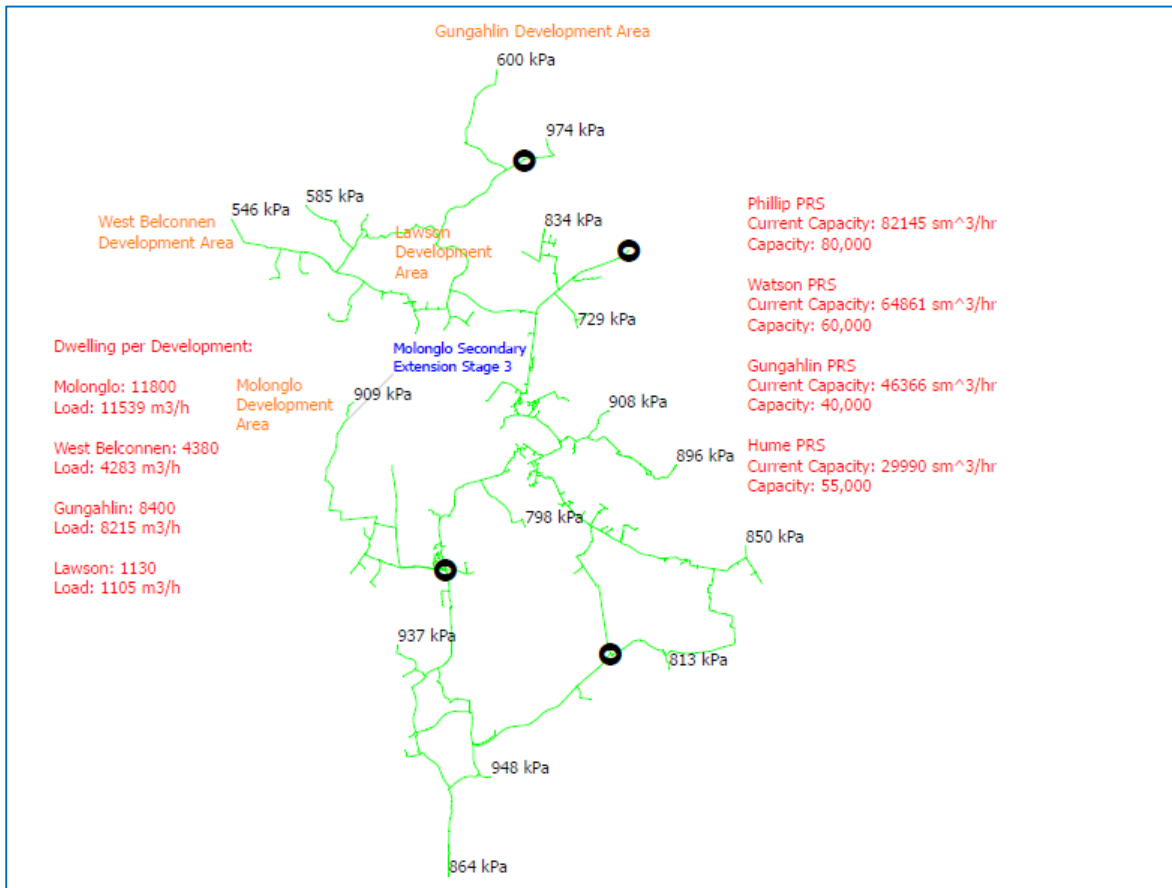 Gungahlin Development Area
600 kPa
974 kPa
585 kPa
546 kPa
West Belconnen
Development Area
Lawson
Development
Area
834 kPa
729 kPa
Phillip PRS
Current Capacity: 82145 sm^3/hr
Capacity: 80,000
Watson PRS
Current Capacity: 64861 sm^3/hr
Capacity: 60,000
Gungahlin PRS
Current Capacity: 46366 sm^3/hr
Capacity: 40,000
Hume PRS
Current Capacity: 29990 sm^3/hr
Capacity: 55,000
Dwelling per Development:
Molonglo: 11800
Load: 11539 m3/h
West Belconnen: 4380
Load: 4283 m3/h
Gungahlin: 8400
Load: 8215 m3/h
Lawson: 1130
Load: 1105 m3/h
Molonglo Secondary
Extension Stage 3
Molonglo
Development
Area
909 kPa
908 kPa
896 kPa
798 kPa
850 kPa
937 kPa
813 kPa
948 kPa
864 kPa